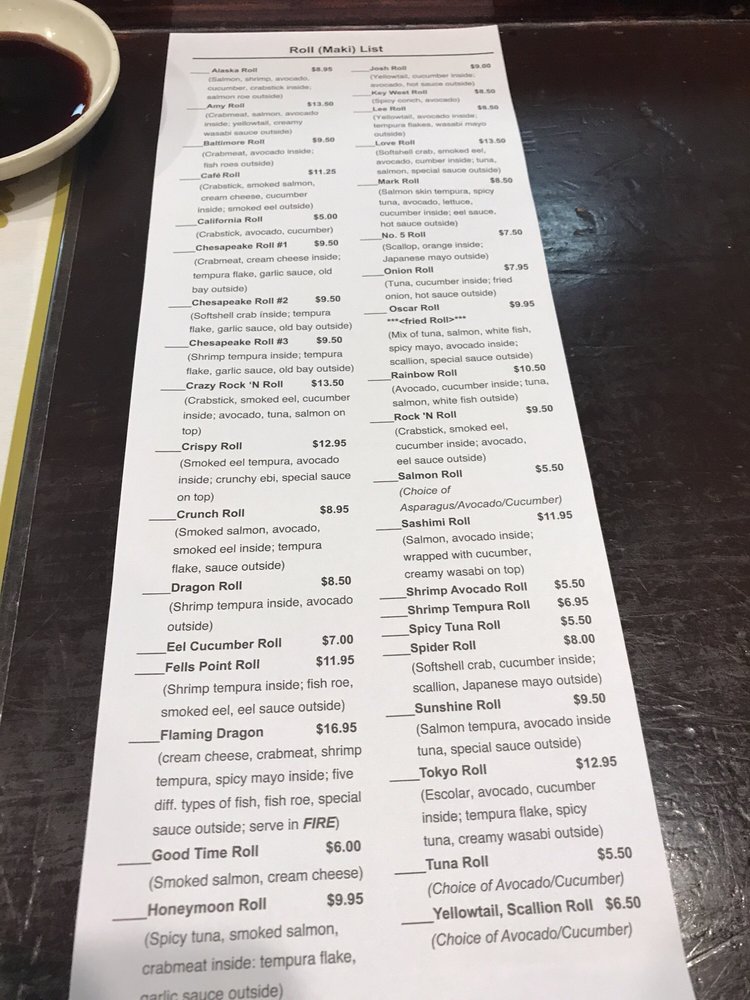 Roll (Maki) List
____Alaska Roll $8.95
(Salmon, shrimp, avocado,
cucumber, crabstick inside;
salmon roe outside)
____Amy Roll $13.50
(Crabmeat, salmon, avocado
inside; yellowtail, creamy
wasabi sauce outside)
____Baltimore Roll $9.50
(Crabmeat, avocado inside;
fish roes outside)
____Café Roll $11.25
(Crabstick, smoked salmon,
cream cheese, cucumber
inside; smoked eel outside)
____California Roll $5.00
(Crabstick, avocado, cucumber)
____Chesapeake Roll #1 $9.50
(Crabmeat, cream cheese inside;
tempura flake, garlic sauce, old
bay outside)
____Chesapeake Roll #2 $9.50
(Softshell crab inside; tempura
flake, garlic sauce, old bay outside)
____Chesapeake Roll #3 $9.50
(Shrimp tempura inside; tempura
flake, garlic sauce, old bay outside)
____Crazy Rock 'N Roll $13.50
(Crabstick, smoked eel, cucumber
inside; avocado, tuna, salmon on
top)
____Crispy Roll $12.95
(Smoked eel tempura, avocado
inside; crunchy ebi, special sauce
on top)
____Crunch Roll $8.95
(Smoked salmon, avocado,
smoked eel inside; tempura
flake, sauce outside)
____Dragon Roll $8.50
(Shrimp tempura inside, avocado
outside)
____Eel Cucumber Roll $7.00
____Fells Point Roll $11.95
(Shrimp tempura inside; fish roe,
smoked eel, eel sauce outside)
____Flaming Dragon $16.95
(cream cheese, crabmeat, shrimp
tempura, spicy mayo inside; five
diff. types of fish, fish roe, special
sauce outside; serve in FIRE)
____Good Time Roll $6.00
(Smoked salmon, cream cheese)
____Honeymoon Roll $9.95
(Spicy tuna, smoked salmon,
crabmeat inside: tempura flake,
garlic sauce outside)
____Josh Roll $9.00
(Yellowtail, cucumber inside;
avocado, hot sauce outside)
____Key West Roll $8.50
(Spicy conch, avocado)
____Lee Roll $8.50
(Yellowtail, avocado inside;
tempura flakes, wasabi mayo
outside)
____Love Roll $13.50
(Softshell crab, smoked eel,
avocado, cumber inside; tuna,
salmon, special sauce outside)
____Mark Roll $8.50
(Salmon skin tempura, spicy
tuna, avocado, lettuce,
cucumber inside; eel sauce,
hot sauce outside)
____No. 5 Roll $7.50
(Scallop, orange inside;
Japanese mayo outside)
____Onion Roll $7.95
(Tuna, cucumber inside; fried
onion, hot sauce outside)
____Oscar Roll $9.95
***<fried Roll>***
(Mix of tuna, salmon, white fish,
spicy mayo, avocado inside;
scallion, special sauce outside)
____Rainbow Roll $10.50
(Avocado, cucumber inside; tuna,
salmon, white fish outside)
____Rock 'N Roll $9.50
(Crabstick, smoked eel,
cucumber inside; avocado,
eel sauce outside)
____Salmon Roll $5.50
(Choice of
Asparagus/Avocado/Cucumber)
____Sashimi Roll $11.95
(Salmon, avocado inside;
wrapped with cucumber,
creamy wasabi on top)
____Shrimp Avocado Roll $5.50
____Shrimp Tempura Roll $6.95
____Spicy Tuna Roll $5.50
____Spider Roll $8.00
(Softshell crab, cucumber inside;
scallion, Japanese mayo outside)
____Sunshine Roll $9.50
(Salmon tempura, avocado inside
tuna, special sauce outside)
____Tokyo Roll $12.95
(Escolar, avocado, cucumber
inside; tempura flake, spicy
tuna, creamy wasabi outside)
____Tuna Roll $5.50
(Choice of Avocado/Cucumber)
____Yellowtail, Scallion Roll $6.50
(Choice of Avocado/Cucumber)